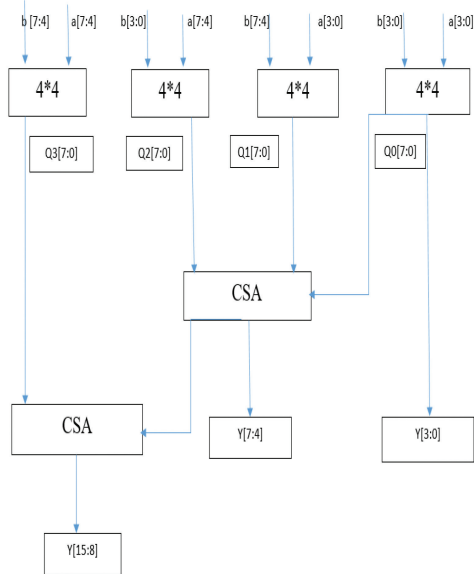 b [7:4] a[7:4] b[3:0] a[7:4] b[7:4] a[3:0] b[3:0] a[3:0]
4*4 4*4 4*4 4*4
Q3[7:0] Q2[7:0] Q1[7:0] Q0[7:0]
CSA
CSA
Y[7:4] Y[3:0]
Y[15:8]